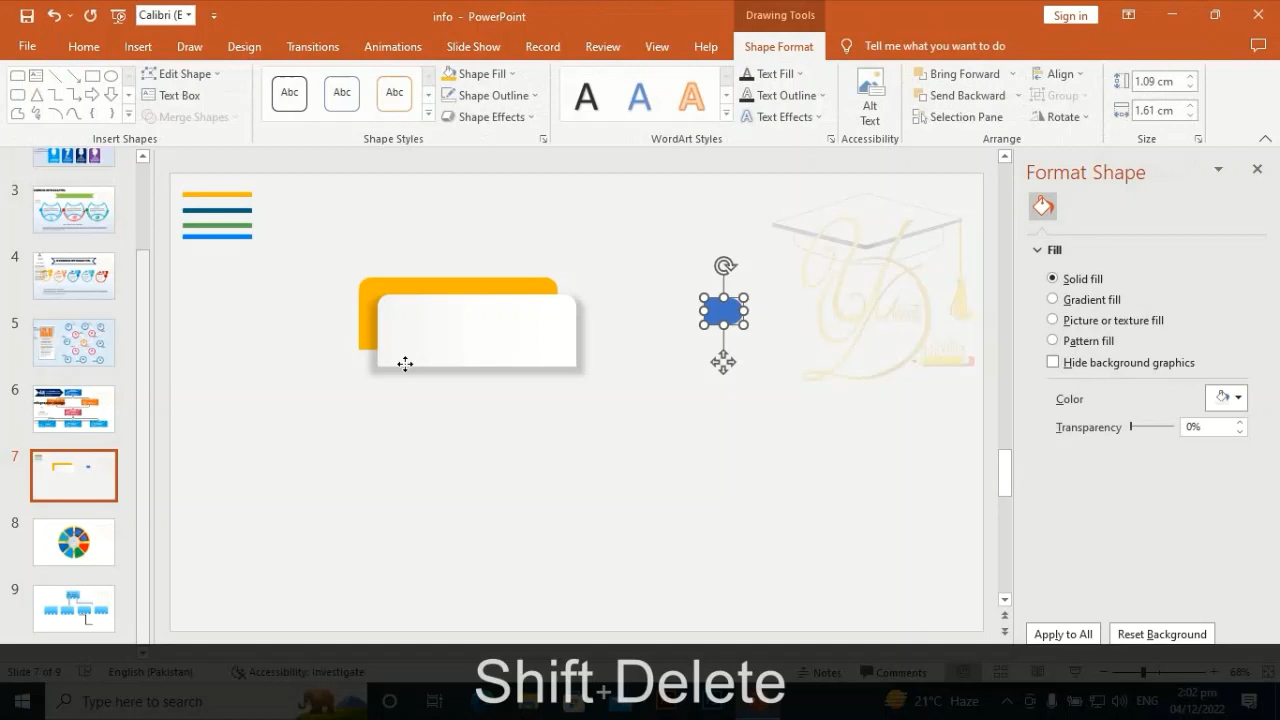 Calibri (E
info - PowerPoint
Drawing Tools
Sign in
File
Home
Insert
Draw
Design
Transitions
Animations
Slide Show
Record
Review
View
Help
Shape Format
Tell me what you want to do
Edit Shape
Text Box
Merge Shapes
Insert Shapes
Abc
Abc
Abc
Shape Fill
Shape Outline
Shape Effects
Shape Styles
A
A
A
WordArt Styles
Text Fill
Text Outline
Text Effects
Alt
Text
Accessibility
Bring Forward
Send Backward
Selection Pane
Align
Group
Rotate
Arrange
1.09 cm
1.61 cm
Size
3
4
5
6
7
8
9
Format Shape
Fill
Solid fill
Gradient fill
Picture or texture fill
Pattern fill
Hide background graphics
Color
Transparency
0%
Apply to All
Reset Background
Slide 7 of 9
English (Pakistan)
Accessibility: Investigate
Notes
Comments
68%
Shift+Delete
Type here to search
21°C Haze
ENG
2:02 pm
04/12/2022